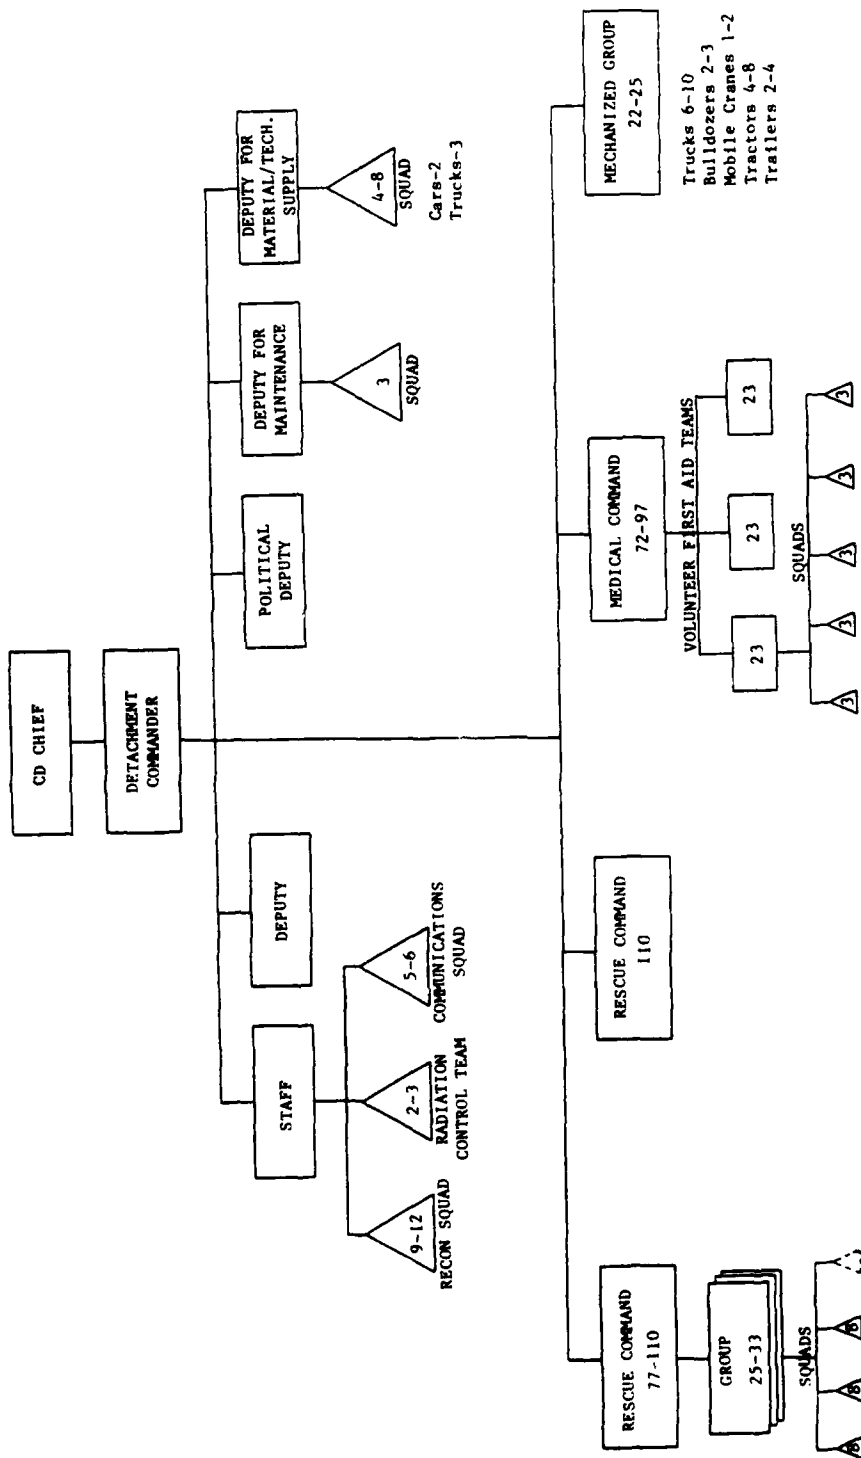 CD CHIEF
DETACHMENT
COMMANDER
STAFF
DEPUTY
POLITICAL
DEPUTY
DEPUTY FOR
MAINTENANCE
DEPUTY FOR
MATERIAL/TECH.
SUPPLY
9-12
RECON SQUAD
2-3
RADIATION
CONTROL TEAM
5-6
COMMUNICATIONS
SQUAD
3
SQUAD
4-8
SQUAD
Cars-2
Trucks-3
RESCUE COMMAND
77-110
RESCUE COMMAND
110
MEDICAL COMMAND
72-97
MECHANIZED GROUP
22-25
Trucks 6-10
Bulldozers 2-3
Mobile Cranes 1-2
Tractors 4-8
Trailers 2-4
GROUP
25-33
SQUADS
8
8
8
VOLUNTEER FIRST AID TEAMS
23
23
23
SQUADS
3
3
3
3
3